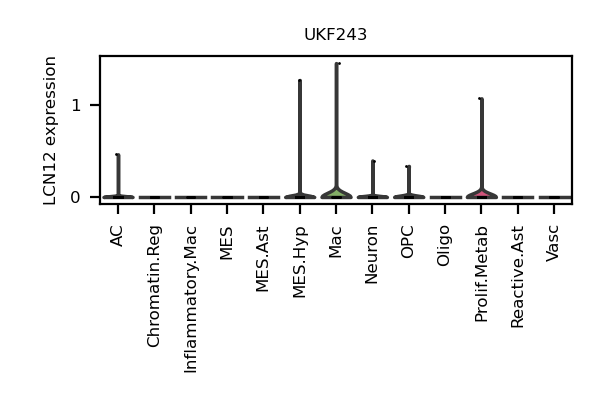 UKF243
LCN12 expression
1
0
AC
Chromatin.Reg
Inflammatory.Mac
MES
MES.Ast
MES.Hyp
Mac
Neuron
OPC
Oligo
Prolif.Metab
Reactive.Ast
Vasc